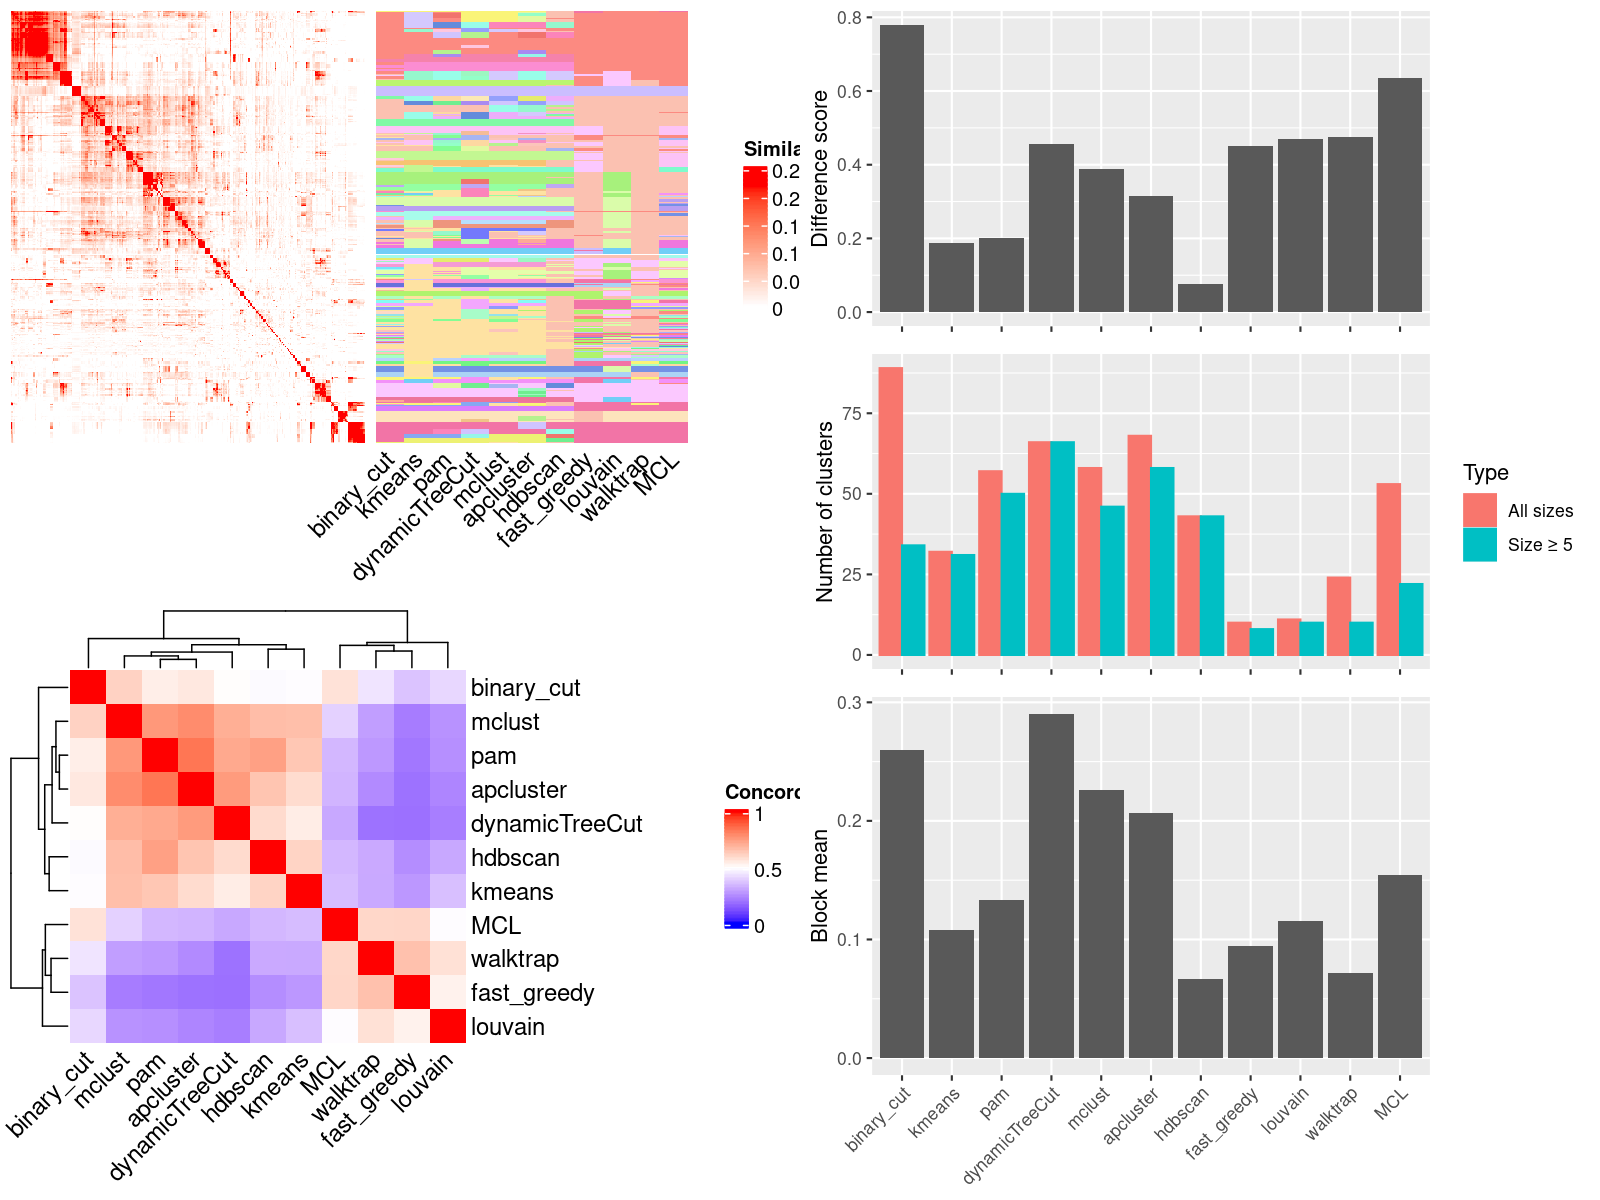 Simila
0.2
0.2
0.1
0.1
0.0
0
binary_cut
kmeans
pam
dynamicTreeCut
mclust
apcluster
hdbscan
fast_greedy
louvain
walktrap
MCL
binary_cut
mclust
pam
apcluster
dynamicTreeCut
hdbscan
kmeans
MCL
walktrap
fast_greedy
louvain
Concord
1
0.5
0
binary_cut
mclust
pam
apcluster
dynamicTreeCut
hdbscan
kmeans
MCL
walktrap
fast_greedy
louvain
Difference score
0.8
0.6
0.4
0.2
0.0
Number of clusters
75
50
25
0
Type
All sizes
Size ≥ 5
Block mean
0.3
0.2
0.1
0.0
binary_cut
kmeans
pam
dynamicTreeCut
mclust
apcluster
hdbscan
fast_greedy
louvain
walktrap
MCL